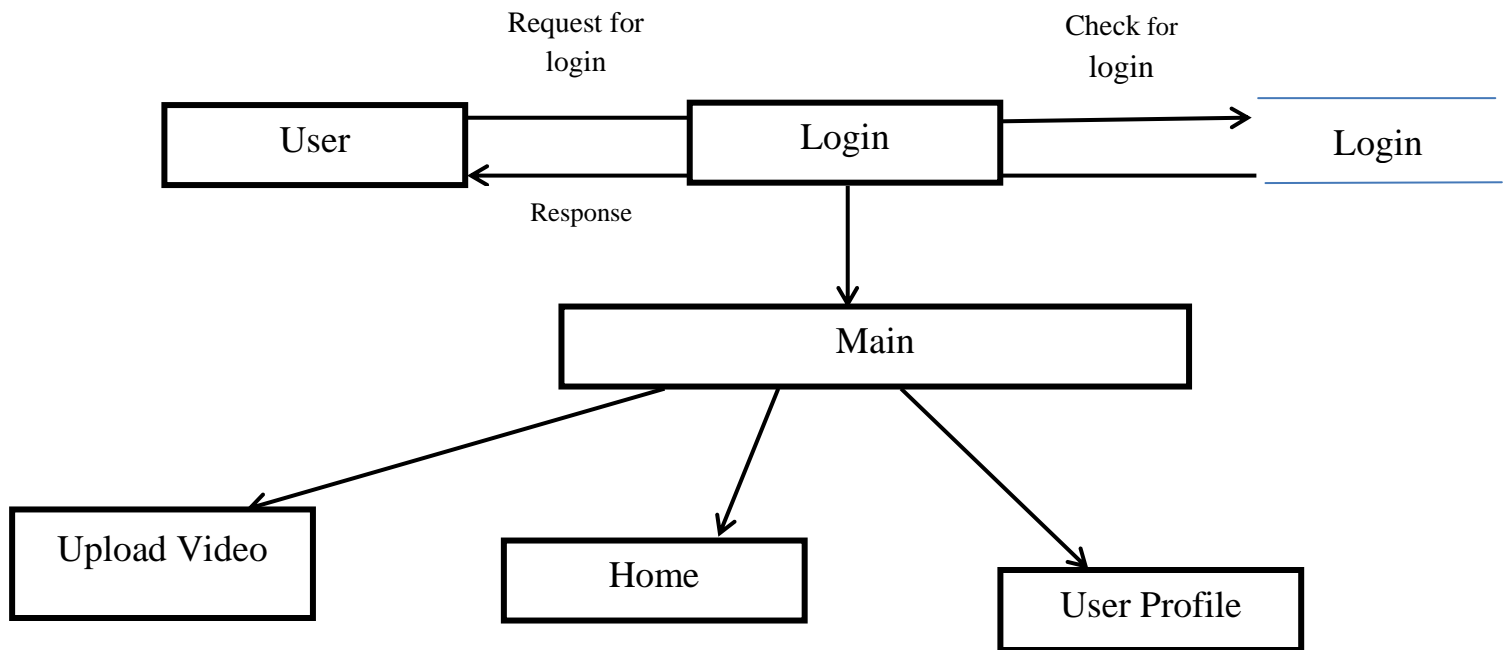 Request for
login
Check for
login
User
Login
Login
Response
Main
Upload Video
Home
User Profile